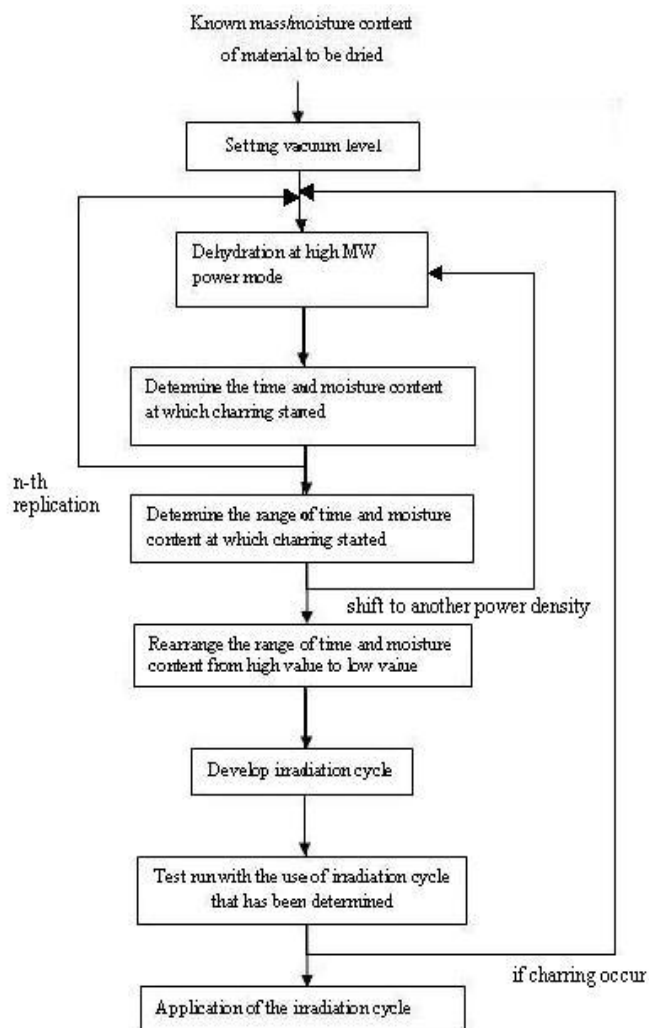 Known mass/moisture content
of material to be dried
Setting vacuum level
Dehydration at high MW
power mode
Determine the time and moisture content
at which charring started
n-th
replication
Determine the range of time and moisture
content at which charring started
shift to another power density
Rearrange the range of time and moisture
content from high value to low value
Develop irradiation cycle
Test run with the use of irradiation cycle
that has been determined
if charring occur
Application of the irradiation cycle